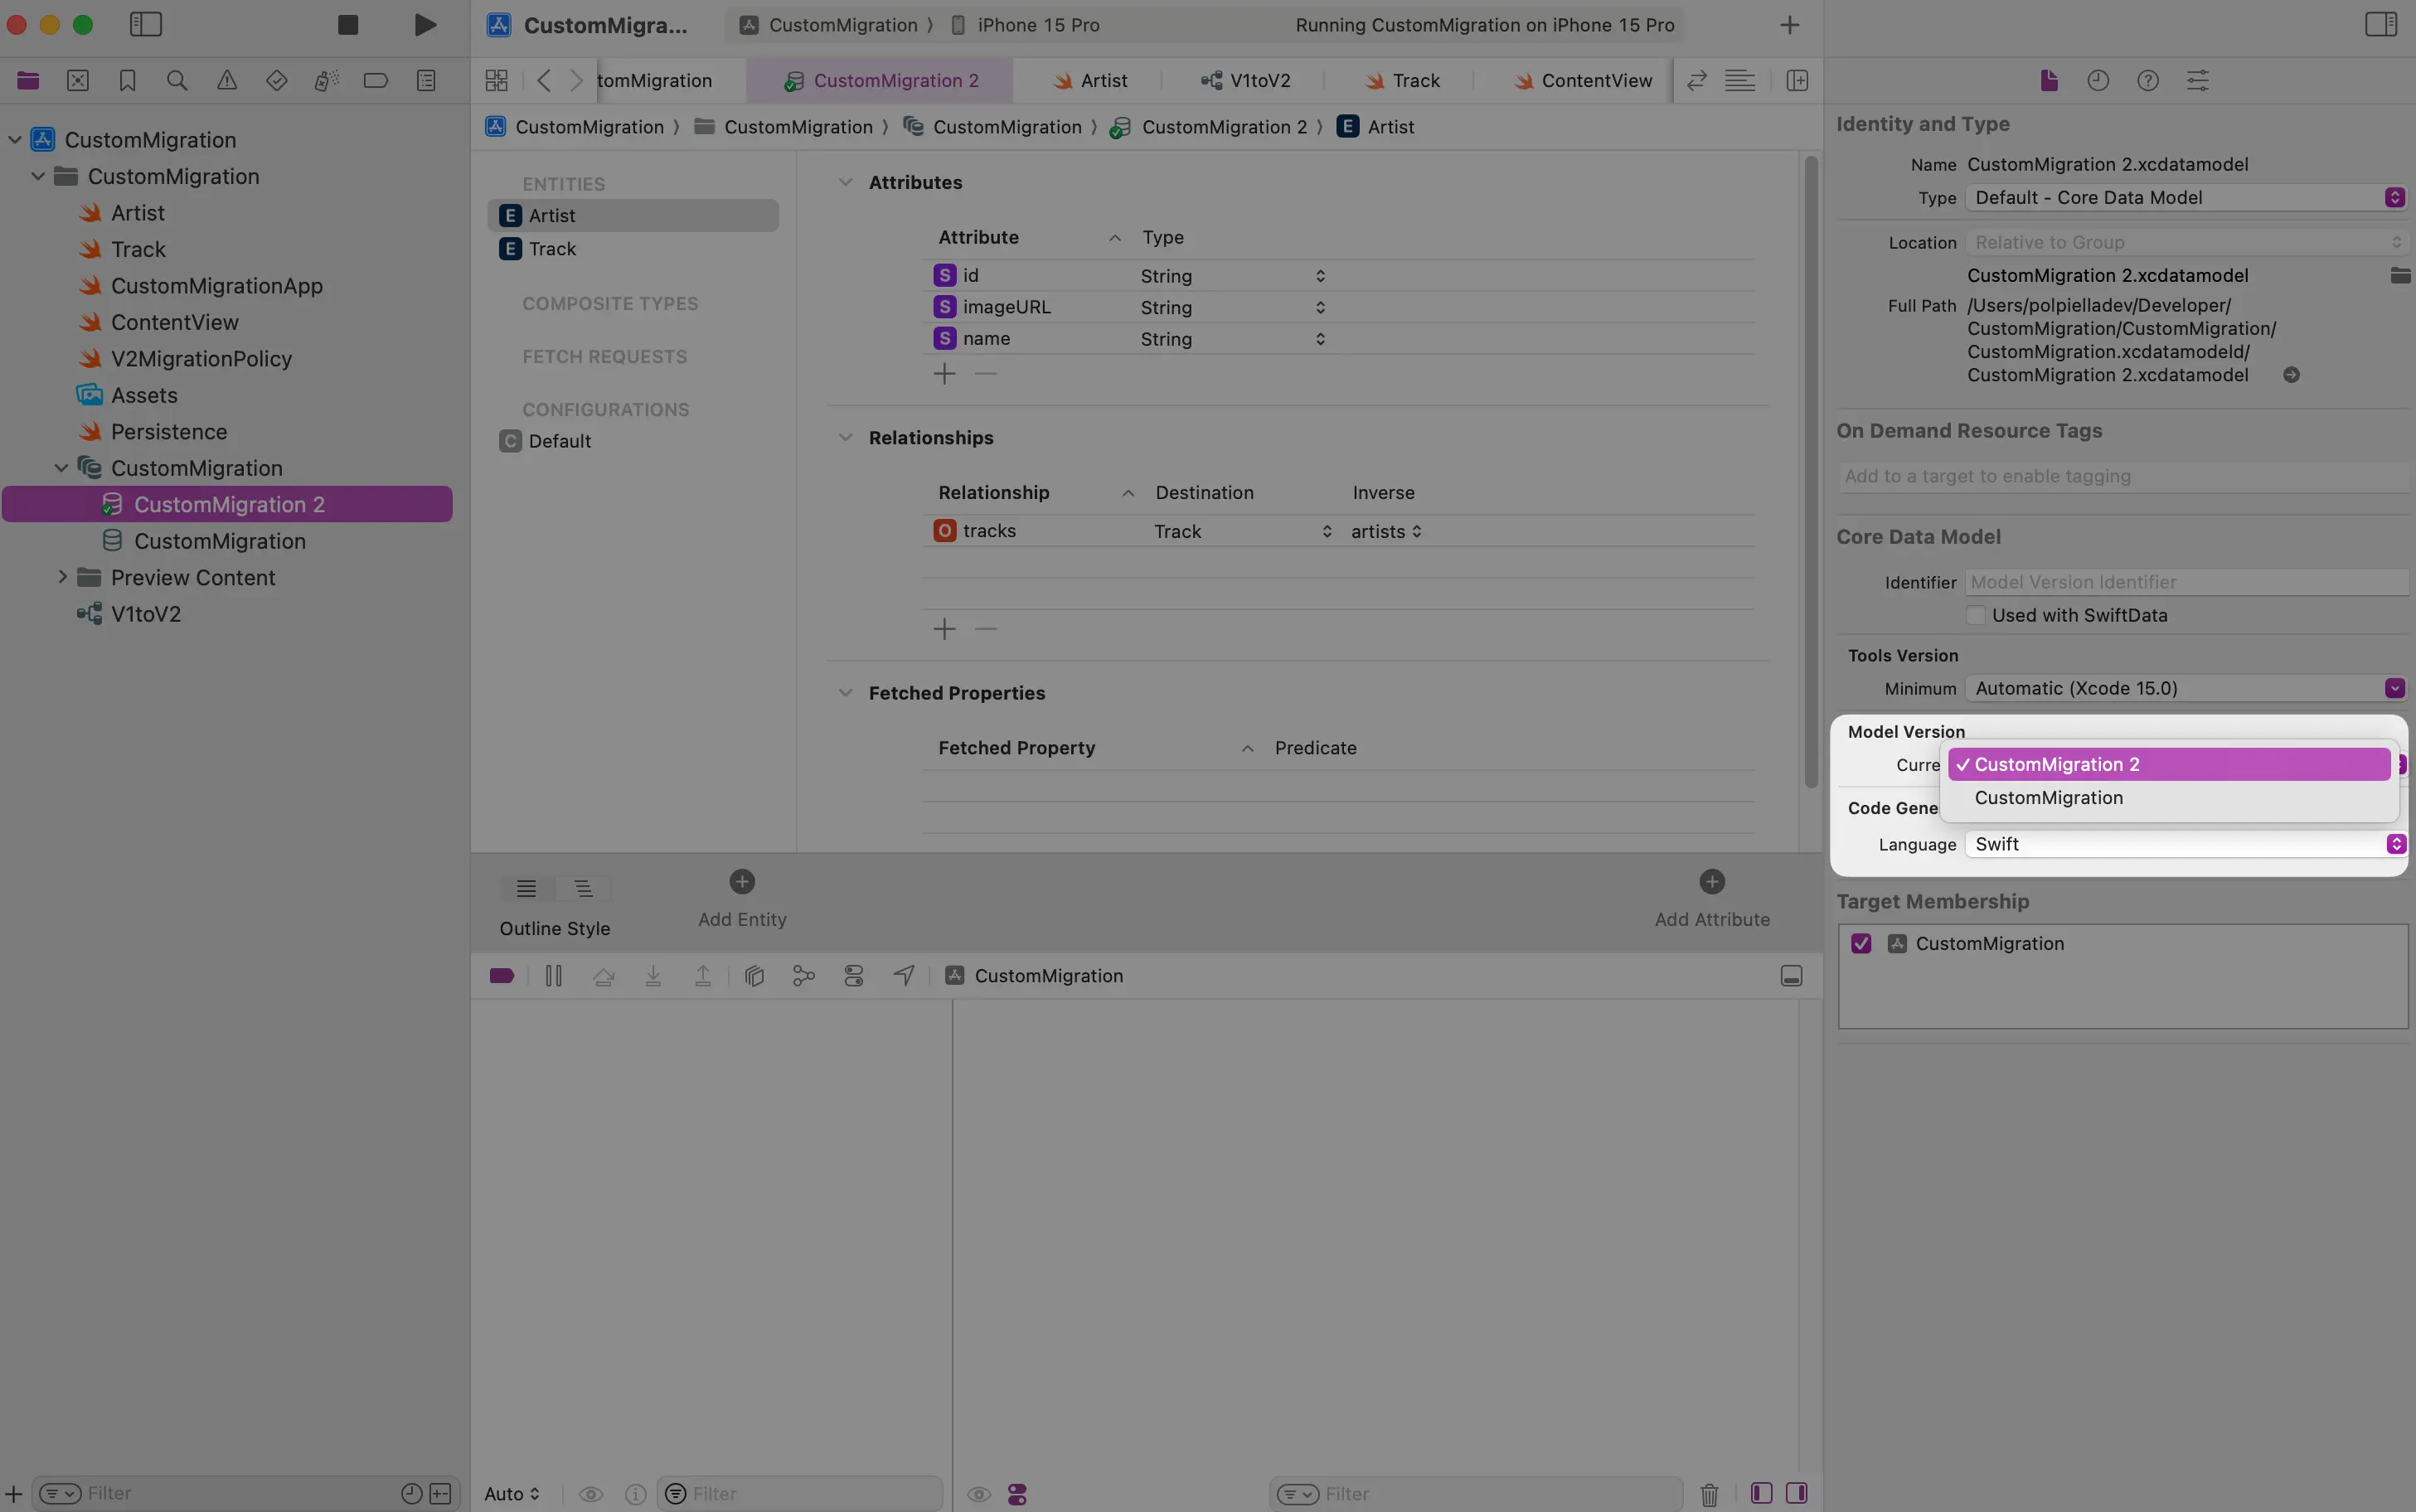 CustomMigra...
CustomMigration
iPhone 15 Pro
Running CustomMigration on iPhone 15 Pro
tomMigration
CustomMigration 2
Artist
V1toV2
Track
ContentView
CustomMigration
CustomMigration
CustomMigration
CustomMigration 2
E Artist
CustomMigration
CustomMigration
Artist
Track
CustomMigrationApp
ContentView
V2MigrationPolicy
Assets
Persistence
CustomMigration
CustomMigration 2
CustomMigration
Preview Content
V1toV2
Filter
ENTITIES
E Artist
E Track
COMPOSITE TYPES
FETCH REQUESTS
CONFIGURATIONS
C Default
Attributes
Attribute Type
S id String
S imageURL String
S name String
Relationships
Relationship Destination Inverse
O tracks Track artists
Fetched Properties
Fetched Property Predicate
Outline Style
Add Entity
Add Attribute
CustomMigration
Auto
Filter
Filter
Identity and Type
Name CustomMigration 2.xcdatamodel
Type Default - Core Data Model
Location Relative to Group
CustomMigration 2.xcdatamodel
Full Path /Users/polpielladev/Developer/
CustomMigration/CustomMigration/
CustomMigration.xcdatamodeld/
CustomMigration 2.xcdatamodel
On Demand Resource Tags
Add to a target to enable tagging
Core Data Model
Identifier Model Version Identifier
Used with SwiftData
Tools Version
Minimum Automatic (Xcode 15.0)
Model Version
Curre
✓ CustomMigration 2
CustomMigration
Code Gene
Language Swift
Target Membership
CustomMigration